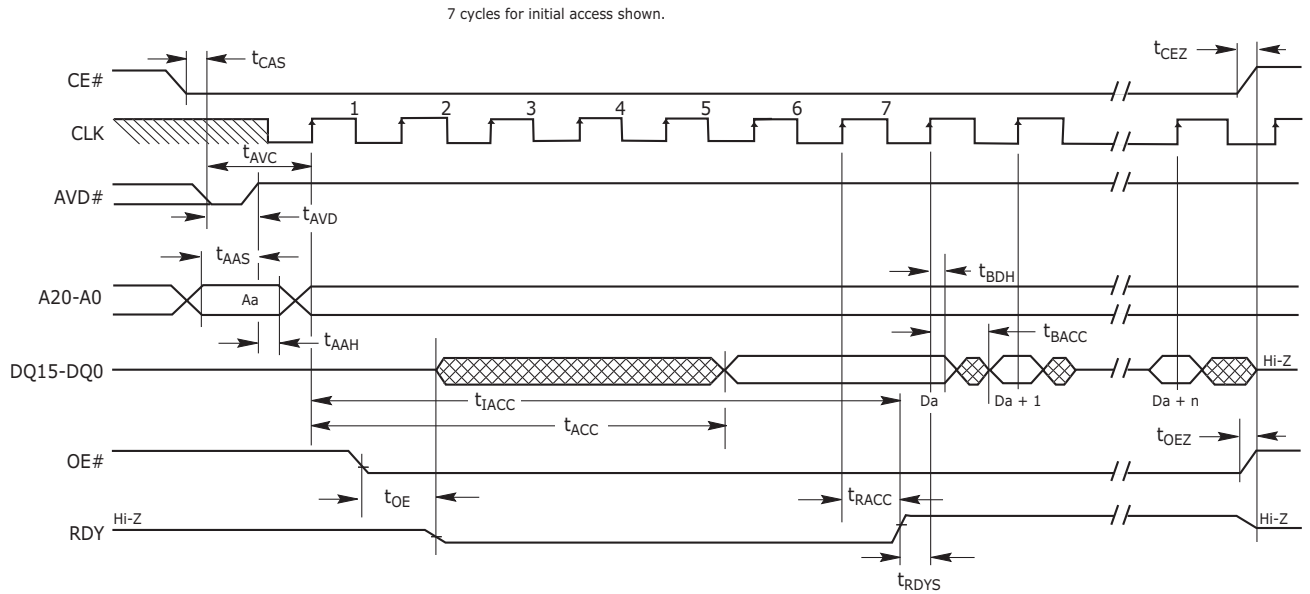 7 cycles for initial access shown.
tCAS
tCEZ
CE#
1 2 3 4 5 6 7
CLK
tAVC
AVD#
tAVD
tAAS
tBDH
A20-A0
Aa
tAAH
tBACC
DQ15-DQ0
Hi-Z
tIACC
Da
Da + 1
Da + n
tACC
tOEZ
OE#
tOE
tRACC
Hi-Z
Hi-Z
RDY
tRDYS